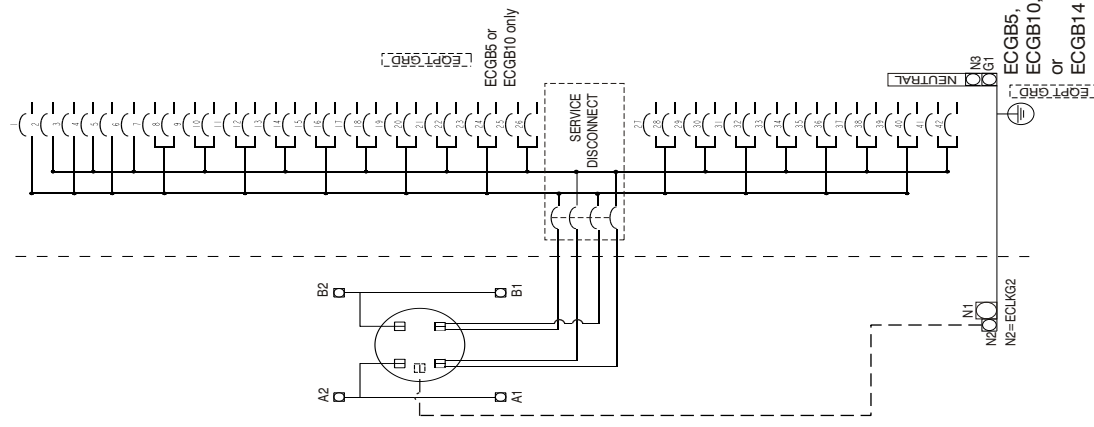 1
2
3
4
5
6
7
8
9
10
11
12
13
14
15
16
17
18
19
20
21
22
23
24
25
26
27
28
29
30
31
32
33
34
35
36
31
38
39
40
41
42
EQPT GRD
ECGB5 or
ECGB10 only
SERVICE
DISCONNECT
NEUTRAL
N3
G1
EQPT GRD
ECGB5,
ECGB10,
or
ECGB14
B2
B1
A2
A1
N1
N2
N2=ECLKG2